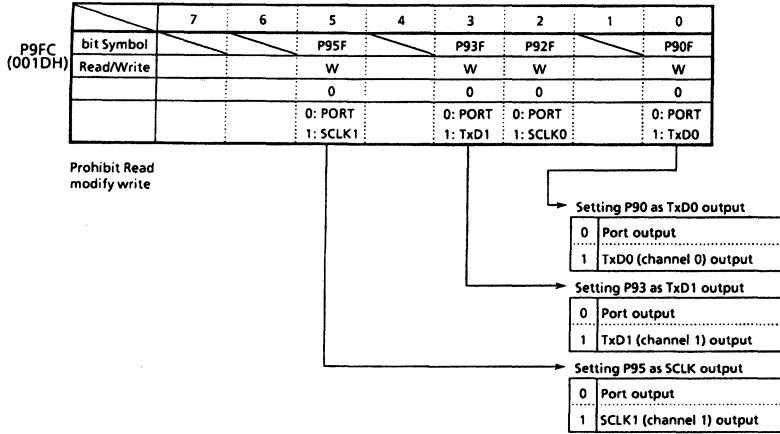 7 6 5 4 3 2 1 0
P9FC (001DH)
bit Symbol P95F P93F P92F P90F
Read/Write W W W W
0 0 0 0
0: PORT 0: PORT 0: PORT 0: PORT
1: SCLK1 1: TxD1 1: SCLK0 1: TxD0
Prohibit Read
modify write
Setting P90 as TxD0 output
0 Port output
1 TxD0 (channel 0) output
Setting P93 as TxD1 output
0 Port output
1 TxD1 (channel 1) output
Setting P95 as SCLK output
0 Port output
1 SCLK1 (channel 1) output